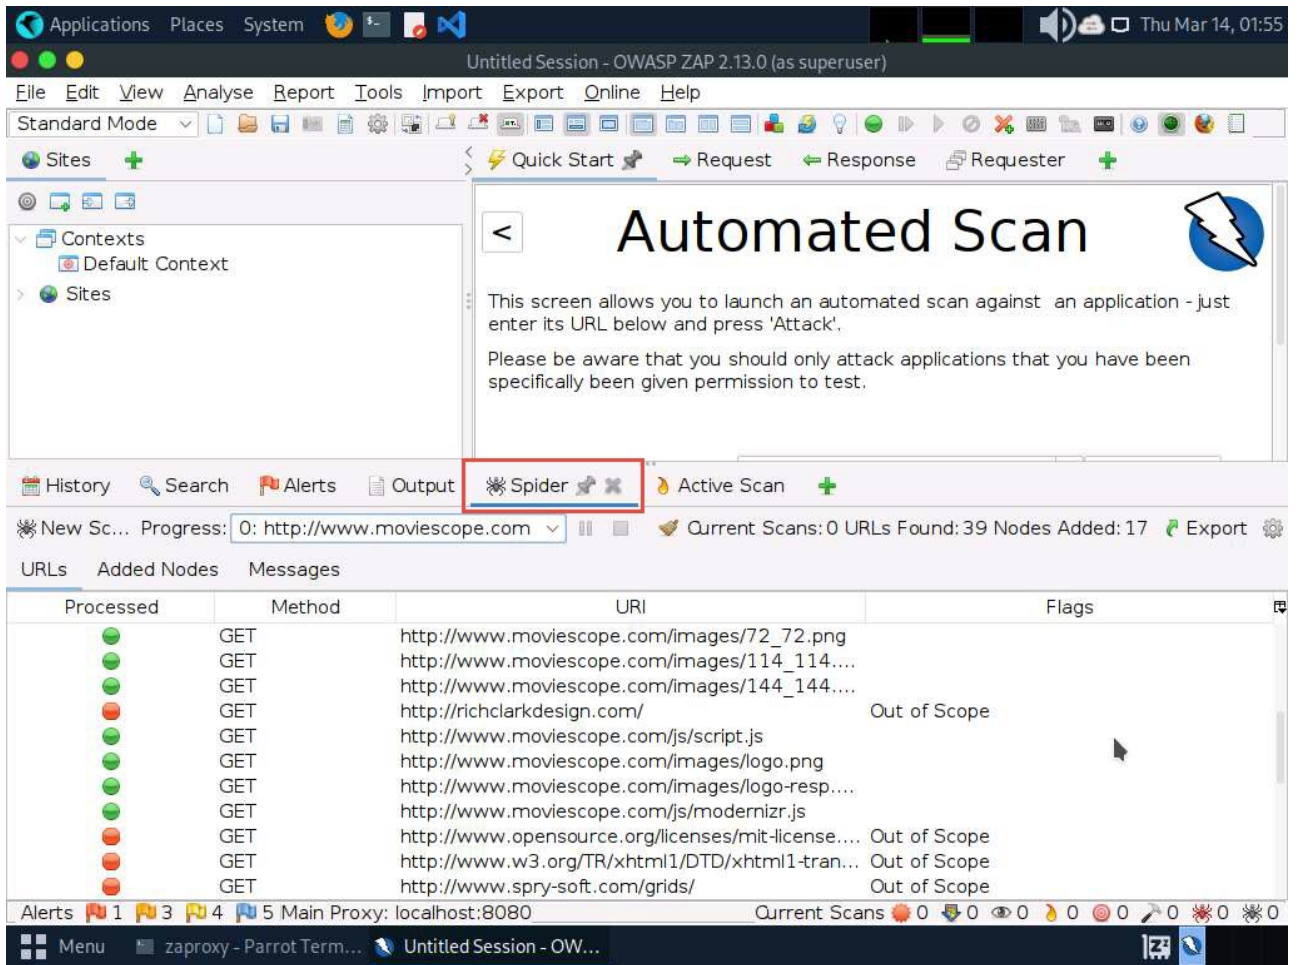 Applications Places System Thu Mar 14, 01:55
Untitled Session - OWASP ZAP 2.13.0 (as superuser)
File Edit View Analyse Report Tools Import Export Online Help
Standard Mode
Sites Quick Start Request Response Requester
< Automated Scan
Contexts
Default Context
Sites
This screen allows you to launch an automated scan against an application - just
enter its URL below and press 'Attack'.
Please be aware that you should only attack applications that you have been
specifically been given permission to test.
History Search Alerts Output Spider Active Scan
New Sc... Progress: 0: http://www.moviescope.com Current Scans: 0 URLs Found: 39 Nodes Added: 17 Export
URLs Added Nodes Messages
Processed Method URI Flags
GET http://www.moviescope.com/images/72_72.png
GET http://www.moviescope.com/images/114_114....
GET http://www.moviescope.com/images/144_144....
GET http://richclarkdesign.com/ Out of Scope
GET http://www.moviescope.com/js/script.js
GET http://www.moviescope.com/images/logo.png
GET http://www.moviescope.com/images/logo-resp....
GET http://www.moviescope.com/js/modernizr.js
GET http://www.opensource.org/licenses/mit-license.... Out of Scope
GET http://www.w3.org/TR/xhtml1/DTD/xhtml1-tran... Out of Scope
GET http://www.spry-soft.com/grids/ Out of Scope
Alerts 1 3 4 5 Main Proxy: localhost:8080 Current Scans 0 0 0 0 0 0 0 0
Menu zaproxy - Parrot Term... Untitled Session - OW...